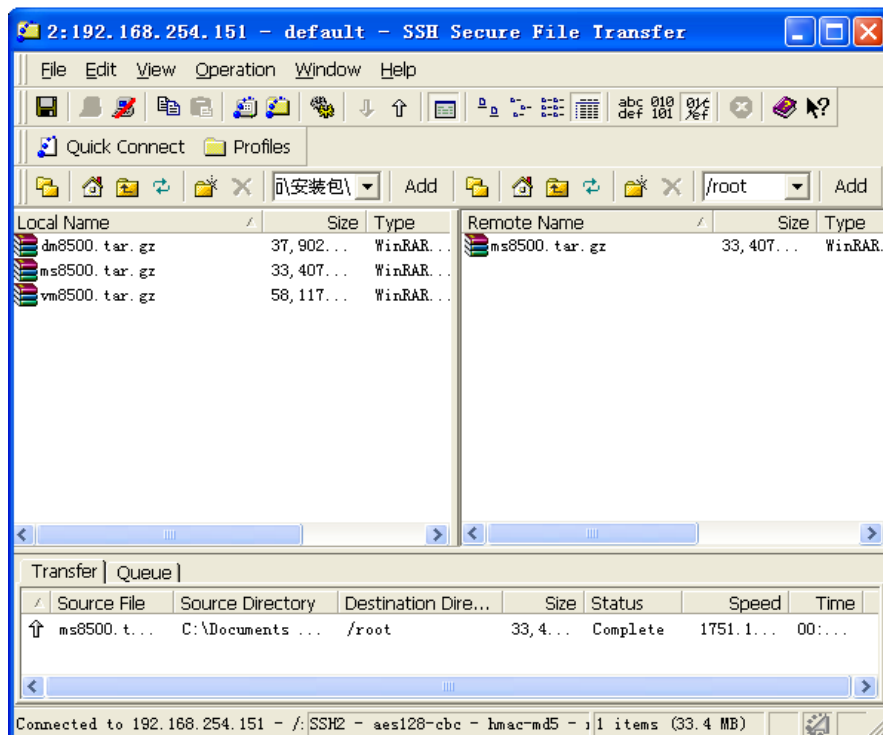 2:192.168.254.151 - default - SSH Secure File Transfer
File Edit View Operation Window Help
abc def 010 101
Quick Connect Profiles
\安装包\ Add /root Add
Local Name Size Type Remote Name Size Type
dm8500.tar.gz 37,902... WinRAR... ms8500.tar.gz 33,407... WinRAR.
ms8500.tar.gz 33,407... WinRAR...
vm8500.tar.gz 58,117... WinRAR...
Transfer Queue
Source File Source Directory Destination Dire... Size Status Speed Time
ms8500.t... C:\Documents ... /root 33,4... Complete 1751.1... 00:...
Connected to 192.168.254.151 - /: SSH2 - aes128-cbc - hmac-md5 - 1 items (33.4 MB)